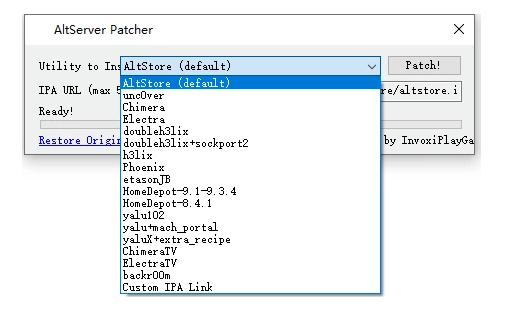 AltServer Patcher
Utility to Ins AltStore (default) Patch!
IPA URL (max 5 re/altstore.i
Ready!
Restore Origin by InvoxiPlayGa
AltStore (default)
unc0ver
Chimera
Electra
doubleh3lix
doubleh3lix+sockport2
h3lix
Phoenix
etasonJB
HomeDepot-9.1-9.3.4
HomeDepot-8.4.1
yalu102
yalu+mach_portal
yaluX+extra_recipe
ChimeraTV
ElectraTV
backr00m
Custom IPA Link